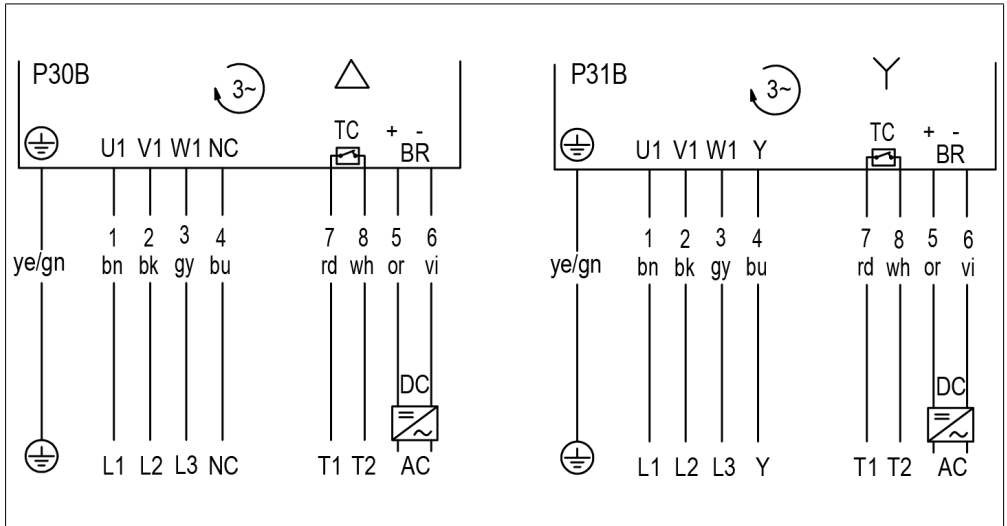 P30B
3~
TC + -
U1 V1 W1 NC BR
1 2 3 4 7 8 5 6
ye/gn bn bk gy bu rd wh or vi
DC
L1 L2 L3 NC T1 T2 AC
P31B
3~
TC + -
U1 V1 W1 Y BR
1 2 3 4 7 8 5 6
ye/gn bn bk gy bu rd wh or vi
DC
L1 L2 L3 Y T1 T2 AC